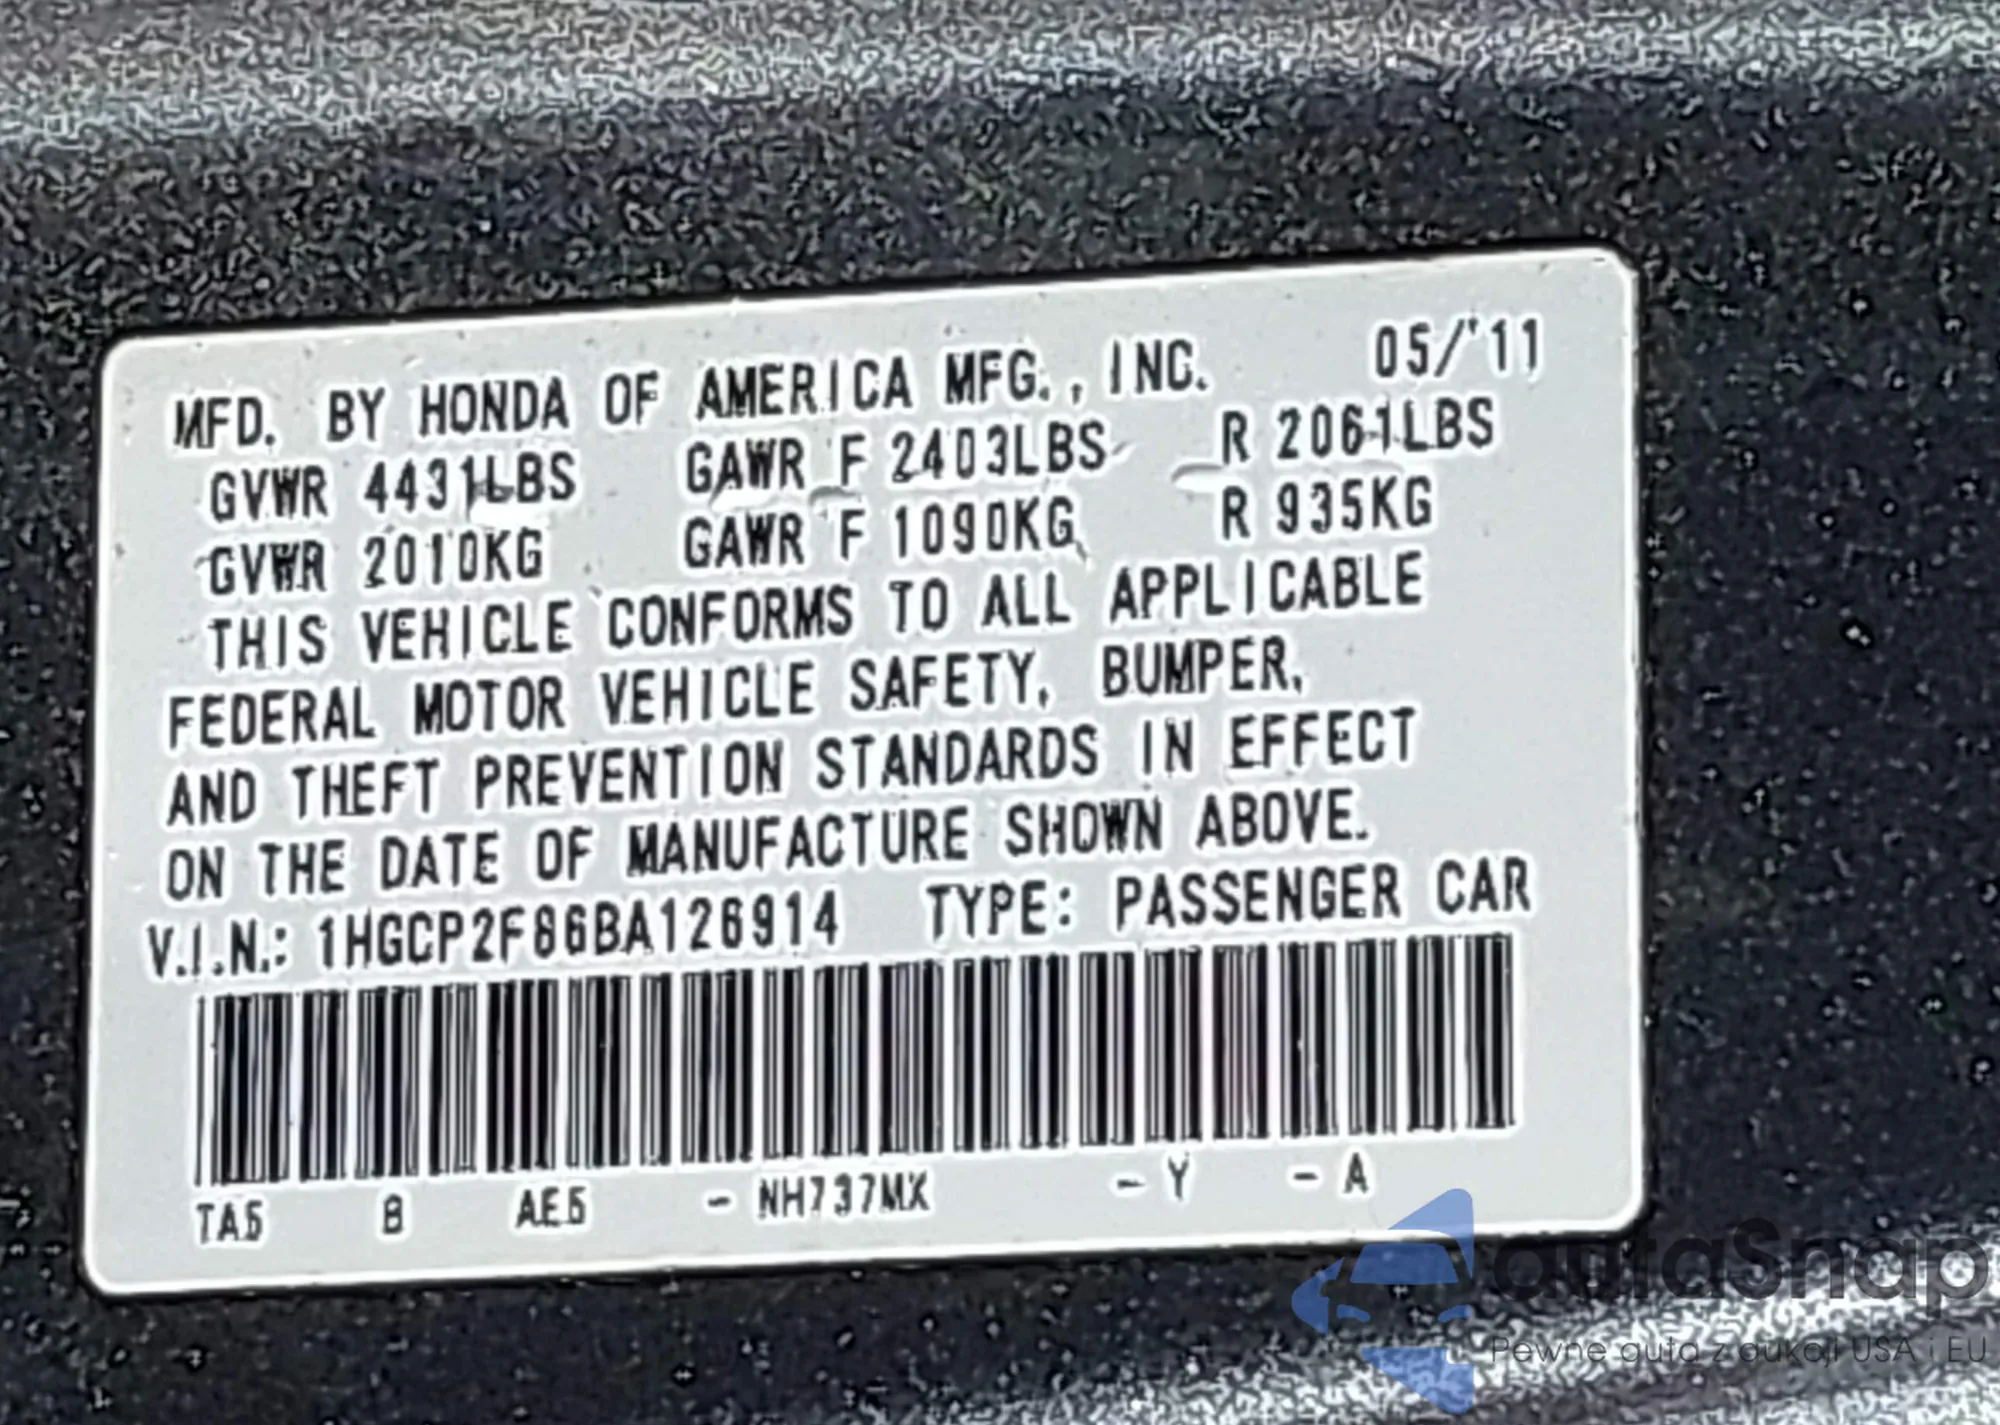 MFD. BY HONDA OF AMERICA MFG., INC. 05/'11
GVWR 4431LBS GAWR F 2403LBS R 2061LBS
GVWR 2010KG GAWR F 1090KG R 935KG
THIS VEHICLE CONFORMS TO ALL APPLICABLE
FEDERAL MOTOR VEHICLE SAFETY, BUMPER,
AND THEFT PREVENTION STANDARDS IN EFFECT
ON THE DATE OF MANUFACTURE SHOWN ABOVE.
V.I.N.: 1HGCP2F86BA126914 TYPE: PASSENGER CAR
TA5 B AE5 - NH737MX - Y - A
autaSnap
Pewne auta z aukcji USA i EU